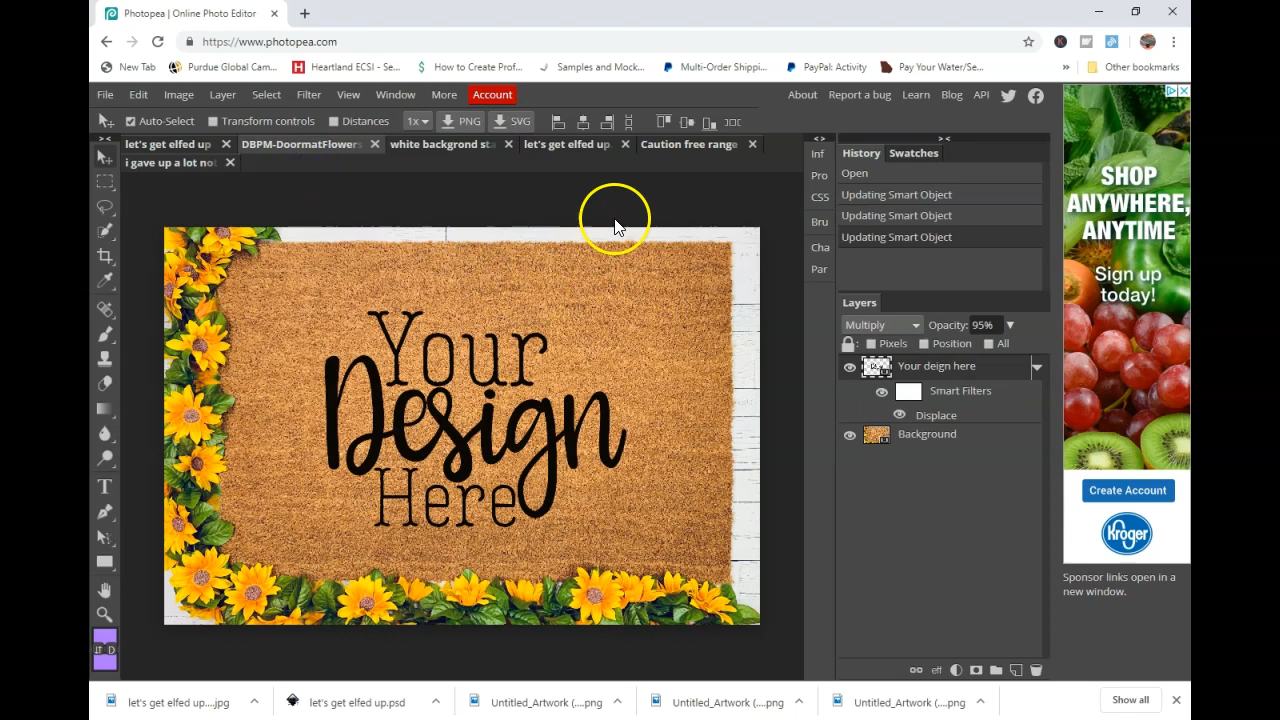 Photopea | Online Photo Editor
https://www.photopea.com
New Tab Purdue Global Cam... Heartland ECSI - Se... How to Create Prof... Samples and Mock... Multi-Order Shippi... PayPal: Activity Pay Your Water/Se... » Other bookmarks
File Edit Image Layer Select Filter View Window More Account About Report a bug Learn Blog API
Auto-Select Transform controls Distances 1x PNG SVG
let's get elfed up DBPM-DoormatFlowers white backgrond sta let's get elfed up. Caution free range
i gave up a lot not
Inf
Pro
CSS
Bru
Cha
Par
History Swatches
Open
Updating Smart Object
Updating Smart Object
Updating Smart Object
Layers
Multiply Opacity: 95%
Pixels Position All
Your deign here
Smart Filters
Displace
Background
Your
Design
Here
SHOP
ANYWHERE,
ANYTIME
Sign up
today!
Create Account
Kroger
Sponsor links open in a
new window.
let's get elfed up....jpg let's get elfed up.psd Untitled_Artwork (....png Untitled_Artwork (....png Untitled_Artwork (....png Show all